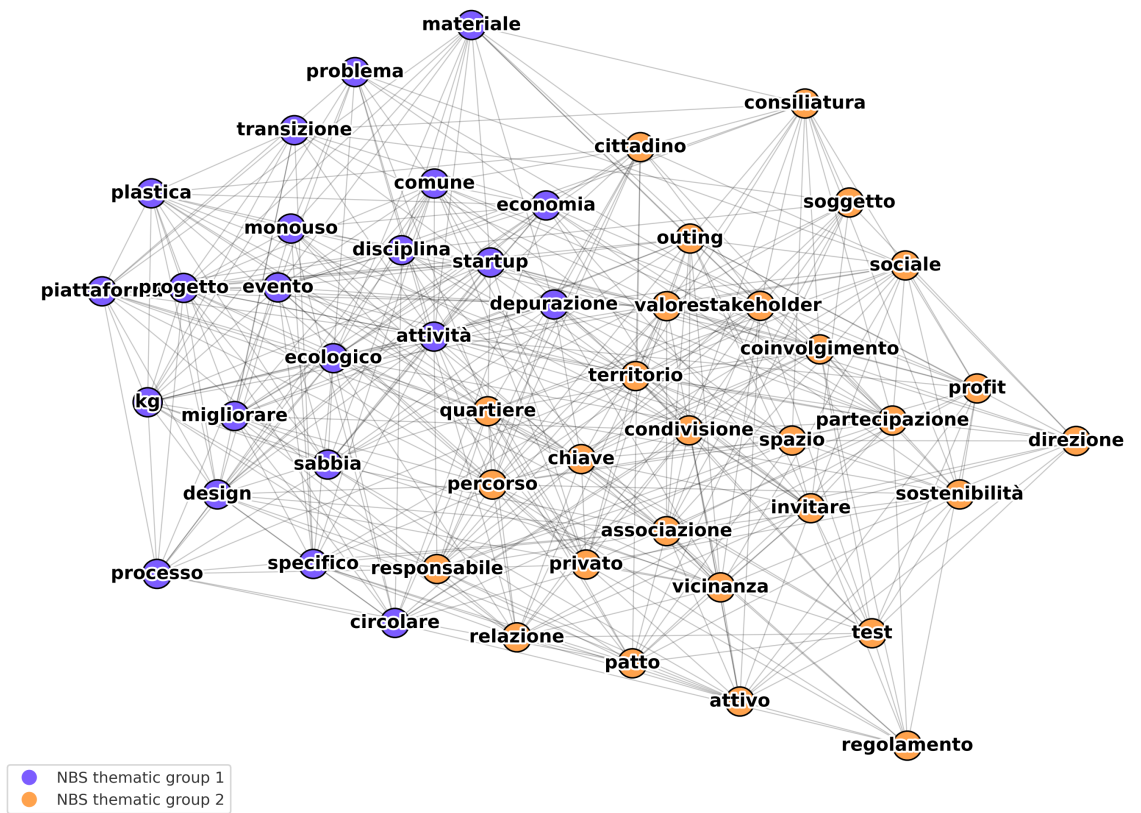 materiale
problema
consiliatura
transizione
cittadino
comune
plastica
economia
soggetto
monouso
outing
disciplina
startup
sociale
progetto
evento
depurazione
valore
stakeholder
attività
coinvolgimento
ecologico
territorio
profit
kg
migliorare
quartiere
partecipazione
condivisione
spazio
direzione
chiave
sabbia
percorso
design
sostenibilità
invitare
associazione
specifico
responsabile
privato
processo
vicinanza
circolare
relazione
test
patto
attivo
regolamento
NBS thematic group 1
NBS thematic group 2